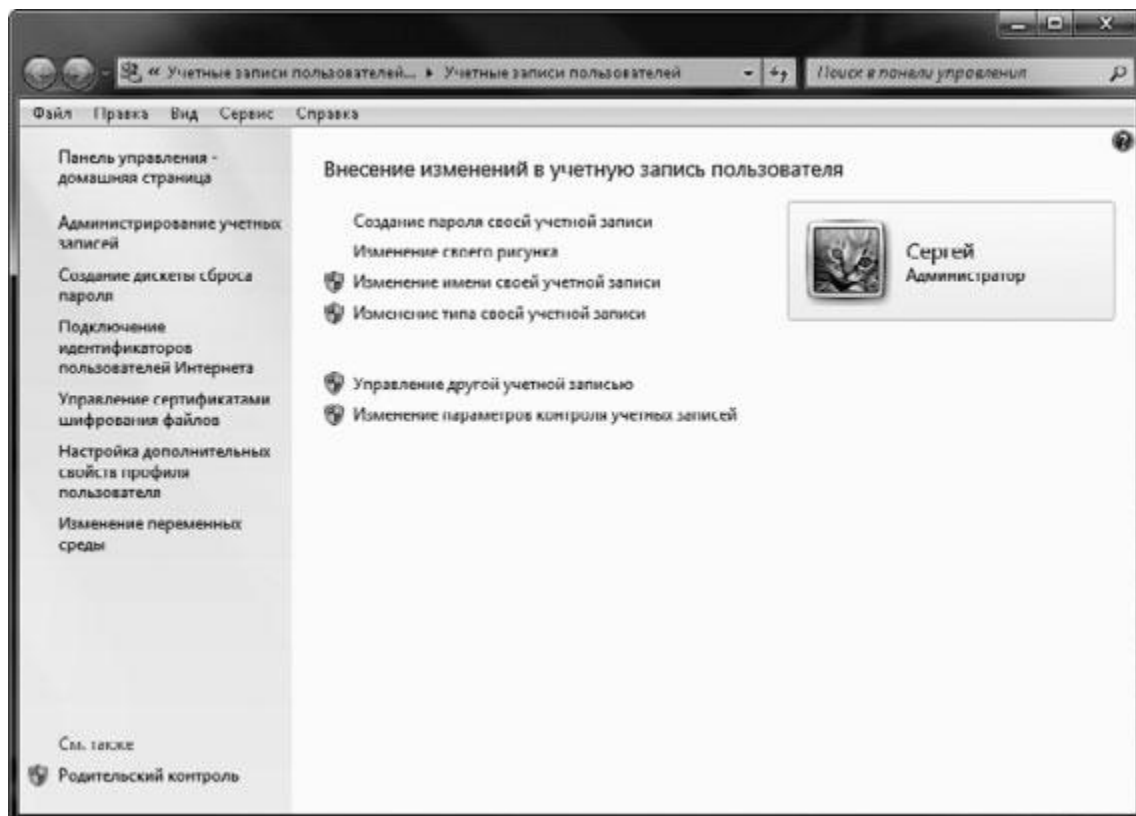 « Учетные записи пользователей... ▸ Учетные записи пользователей
Поиск в панели управления
Файл Правка Вид Сервис Справка
Панель управления -
домашняя страница
Администрирование учетных
записей
Создание дискеты сброса
пароля
Подключение
идентификаторов
пользователей Интернета
Управление сертификатами
шифрования файлов
Настройка дополнительных
свойств профиля
пользователя
Изменение переменных
среды
См. также
Родительский контроль
Внесение изменений в учетную запись пользователя
Создание пароля своей учетной записи
Изменение своего рисунка
Изменение имени своей учетной записи
Изменение типа своей учетной записи
Управление другой учетной записью
Изменение параметров контроля учетных записей
Сергей
Администратор